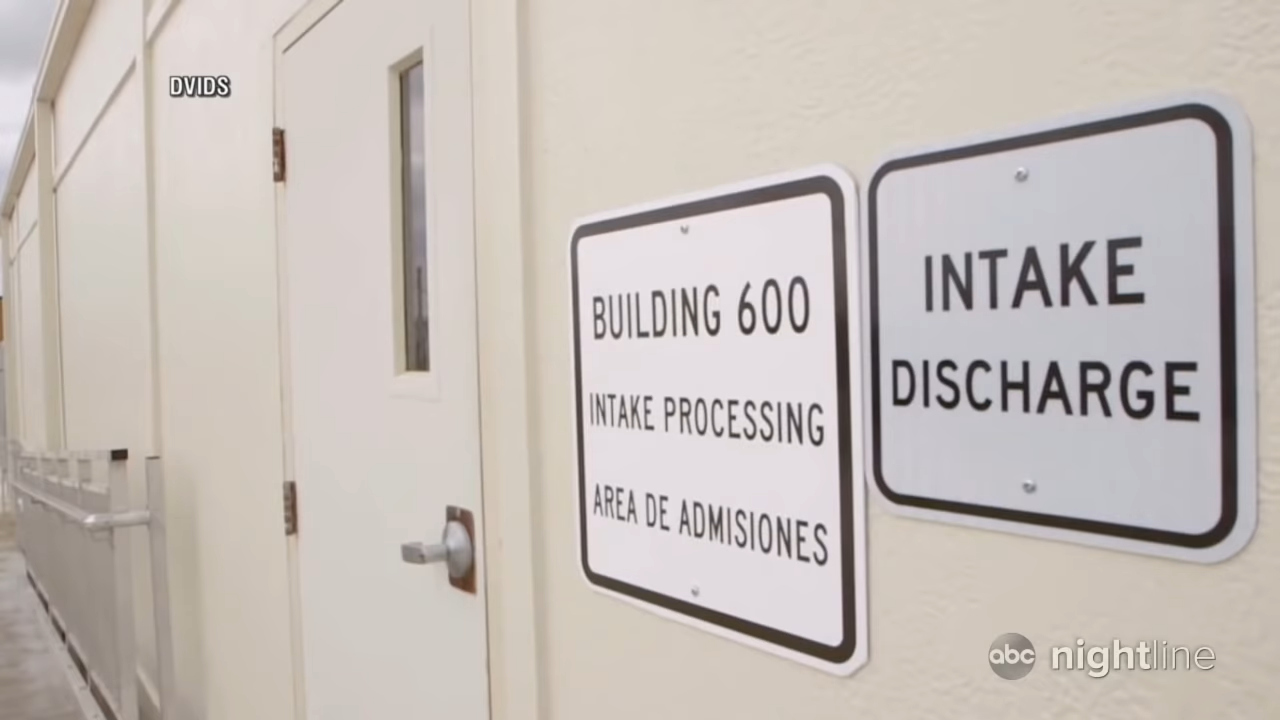 DVIDS
BUILDING 600
INTAKE PROCESSING
AREA DE ADMISIONES
INTAKE
DISCHARGE
abc nightline